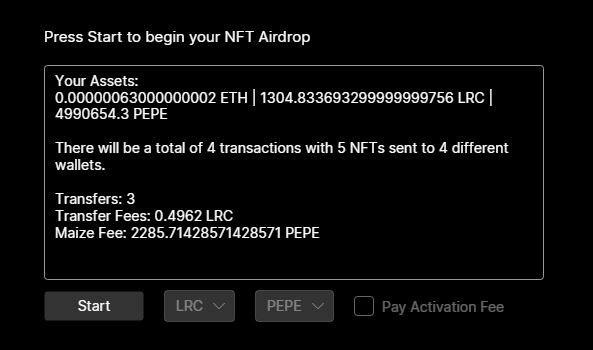 Press Start to begin your NFT Airdrop
Your Assets:
0.00000063000000002 ETH | 1304.833693299999999756 LRC |
4990654.3 PEPE
There will be a total of 4 transactions with 5 NFTs sent to 4 different
wallets.
Transfers: 3
Transfer Fees: 0.4962 LRC
Maize Fee: 2285.71428571428571 PEPE
Start
LRC
PEPE
Pay Activation Fee